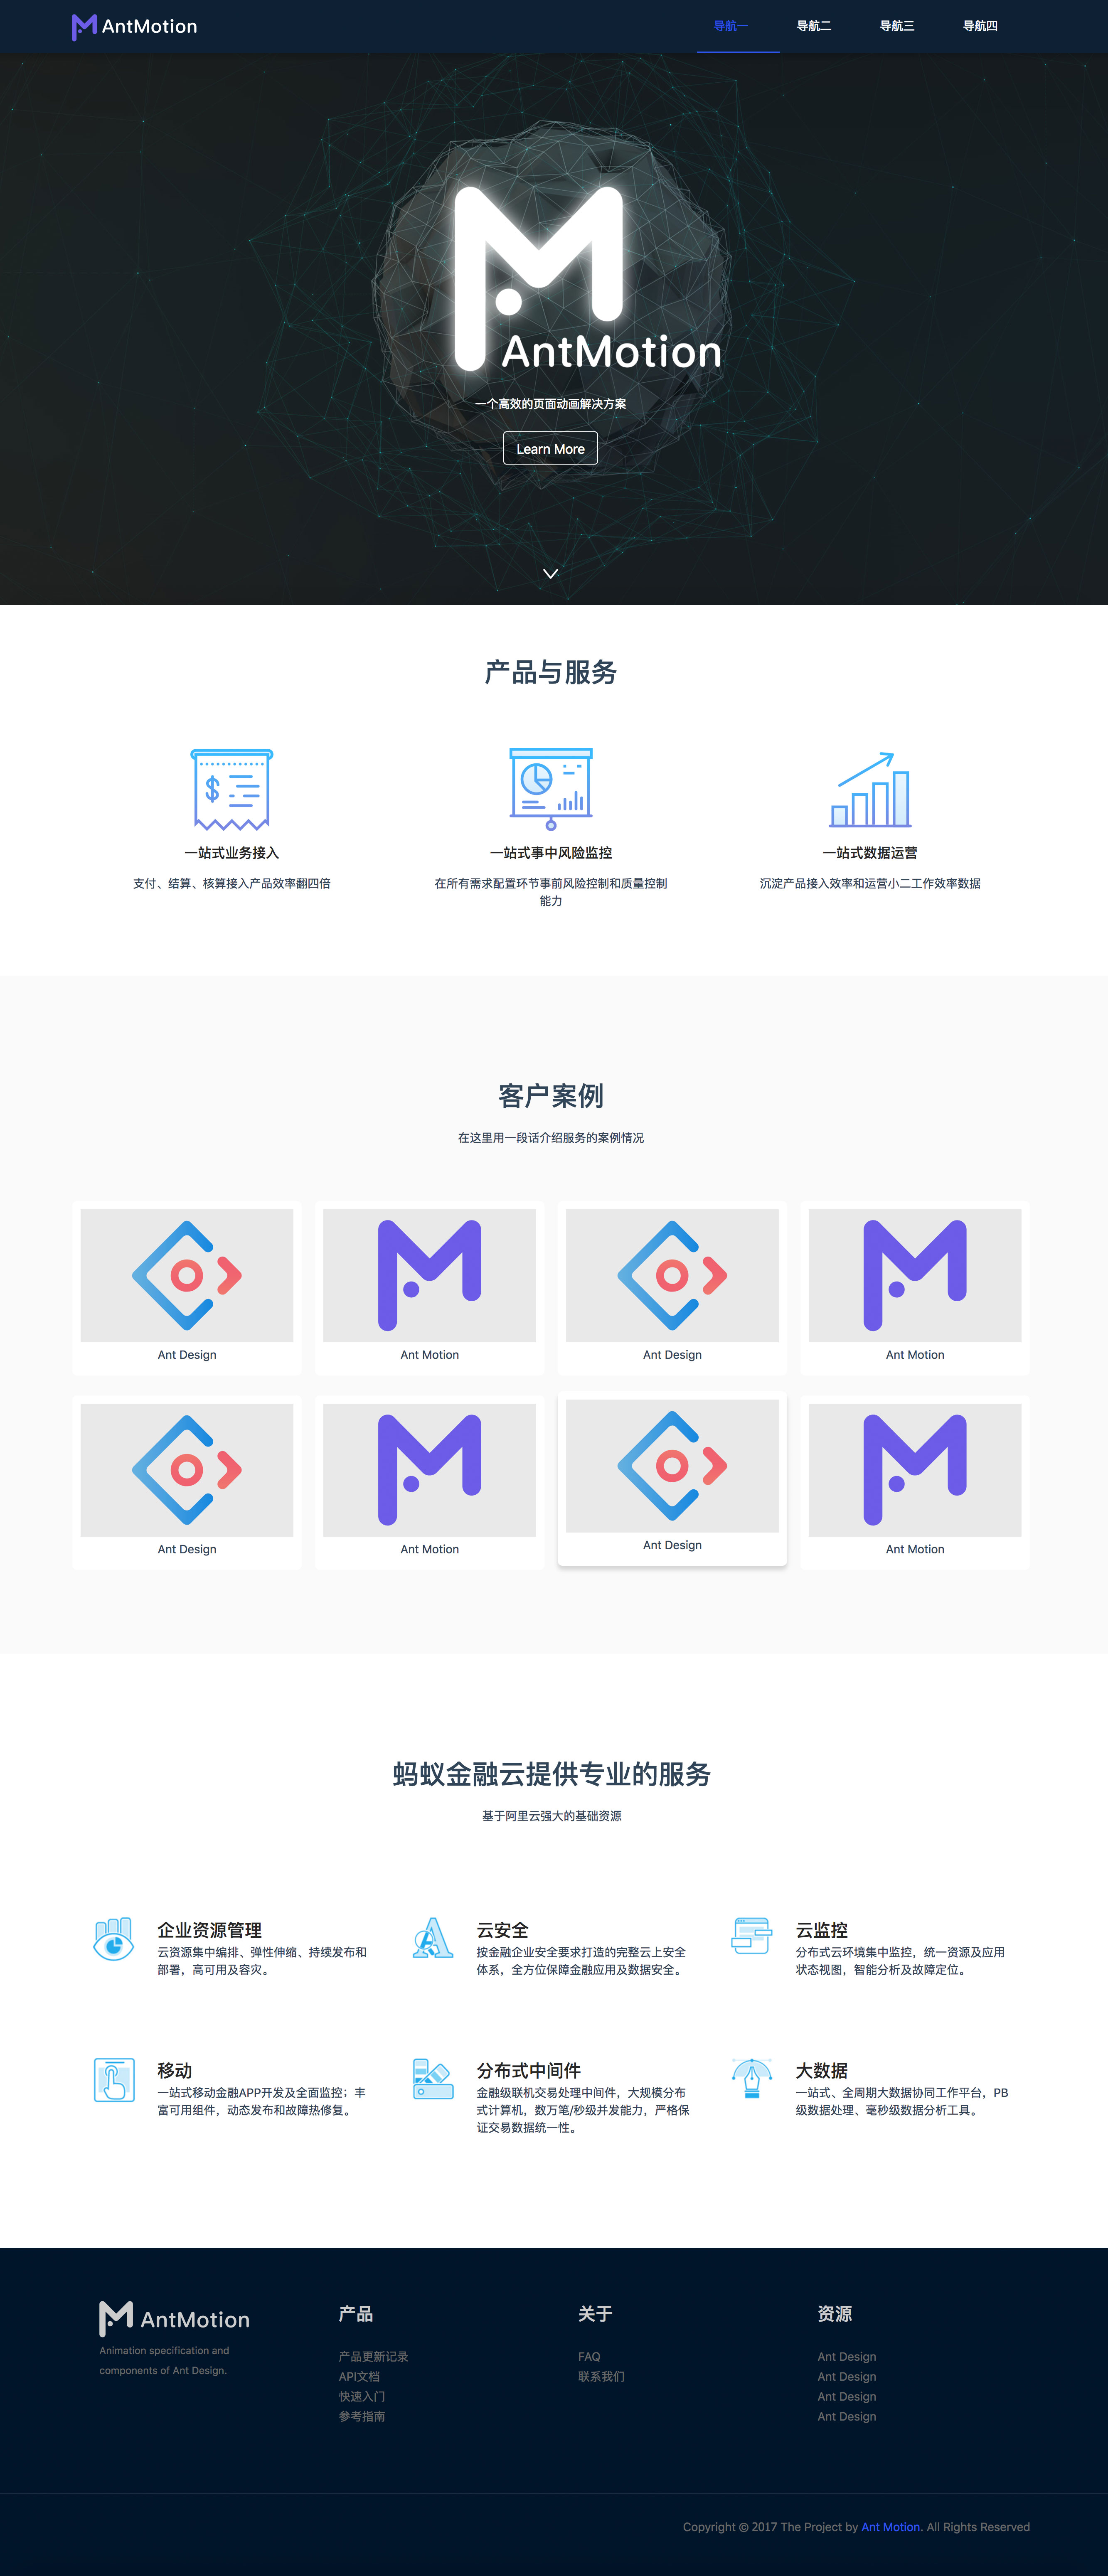 AntMotion
导航一
导航二
导航三
导航四
AntMotion
一个高效的页面动画解决方案
Learn More
产品与服务
一站式业务接入
支付、结算、核算接入产品效率翻四倍
一站式事中风险监控
在所有需求配置环节事前风险控制和质量控制
能力
一站式数据运营
沉淀产品接入效率和运营小二工作效率数据
客户案例
在这里用一段话介绍服务的案例情况
Ant Design
Ant Motion
Ant Design
Ant Motion
Ant Design
Ant Motion
Ant Design
Ant Motion
蚂蚁金融云提供专业的服务
基于阿里云强大的基础资源
企业资源管理
云资源集中编排、弹性伸缩、持续发布和
部署，高可用及容灾。
云安全
按金融企业安全要求打造的完整云上安全
体系，全方位保障金融应用及数据安全。
云监控
分布式云环境集中监控，统一资源及应用
状态视图，智能分析及故障定位。
移动
一站式移动金融APP开发及全面监控；丰
富可用组件，动态发布和故障热修复。
分布式中间件
金融级联机交易处理中间件，大规模分布
式计算机，数万笔/秒级并发能力，严格保
证交易数据统一性。
大数据
一站式、全周期大数据协同工作平台，PB
级数据处理、毫秒级数据分析工具。
AntMotion
Animation specification and
components of Ant Design.
产品
产品更新记录
API文档
快速入门
参考指南
关于
FAQ
联系我们
资源
Ant Design
Ant Design
Ant Design
Ant Design
Copyright © 2017 The Project by Ant Motion. All Rights Reserved